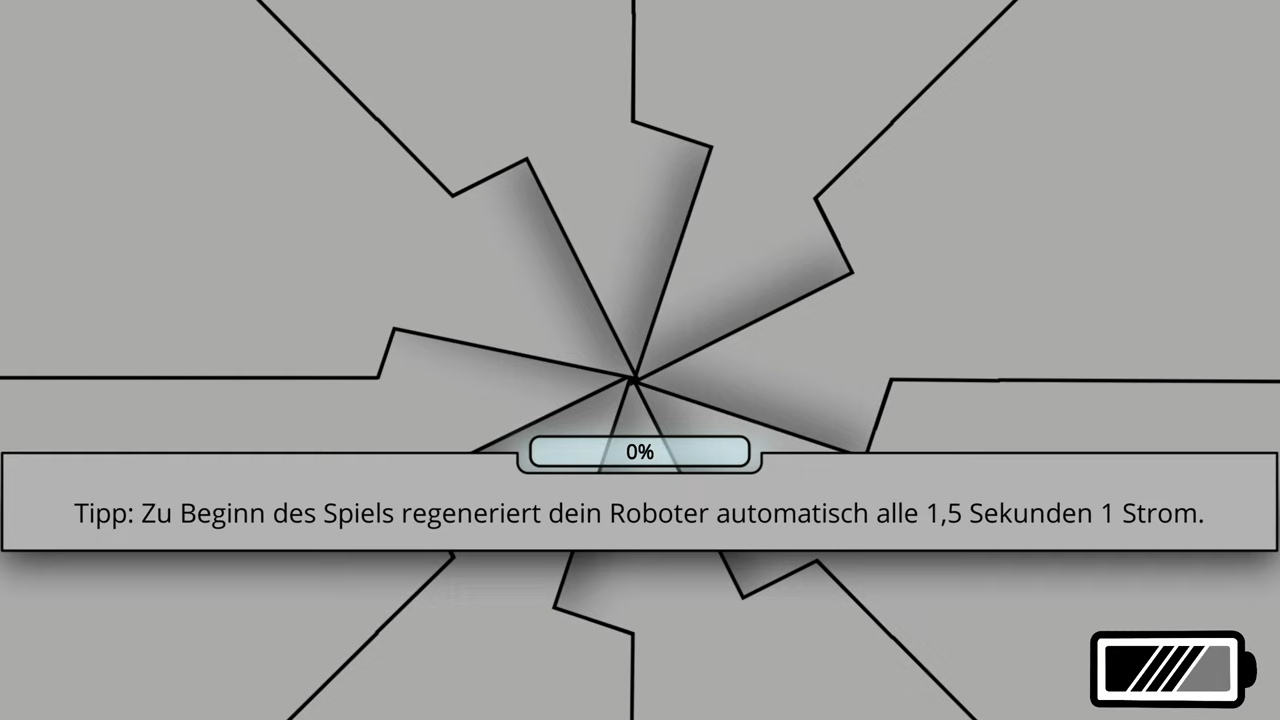 0%
Tipp: Zu Beginn des Spiels regeneriert dein Roboter automatisch alle 1,5 Sekunden 1 Strom.